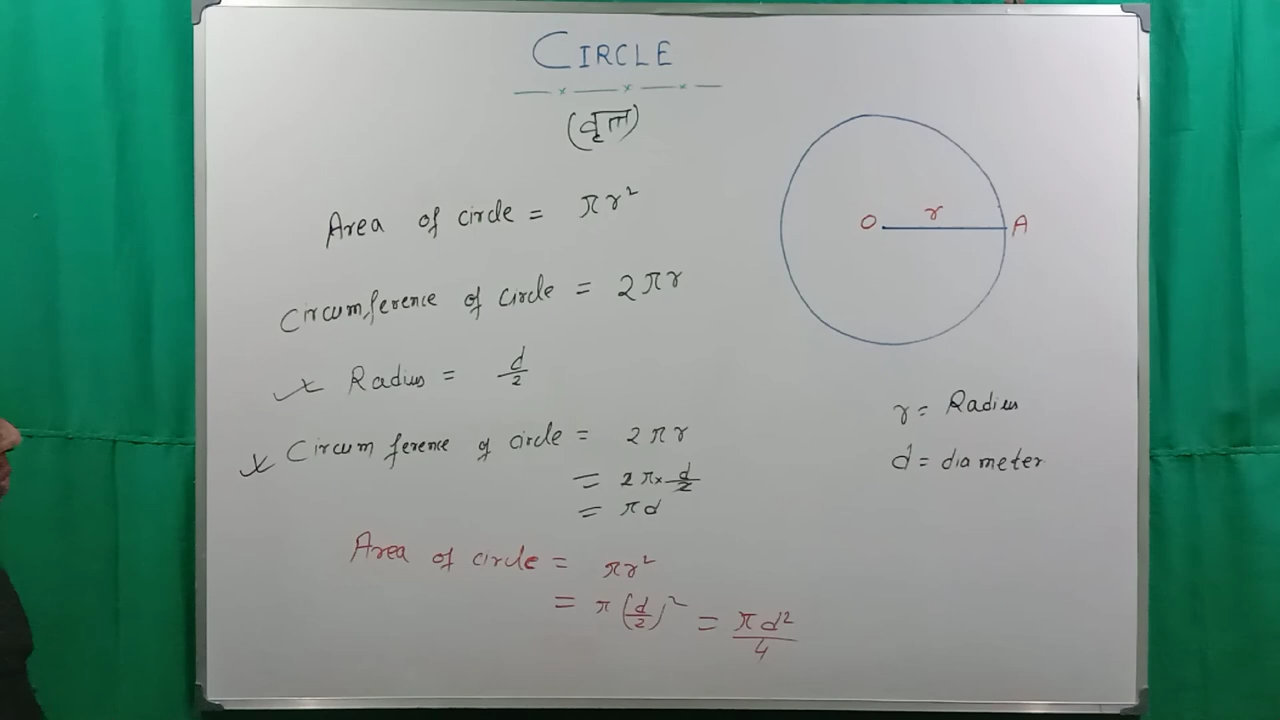 CIRCLE
(वृत्त)
Area of circle = πr²
Circumference of circle = 2πr
Radius = d/2
Circumference of circle = 2πr
= 2π× d/2
= πd
Area of circle = πr²
= π(d/2)² = πd²/4
O r A
r = Radius
d = diameter